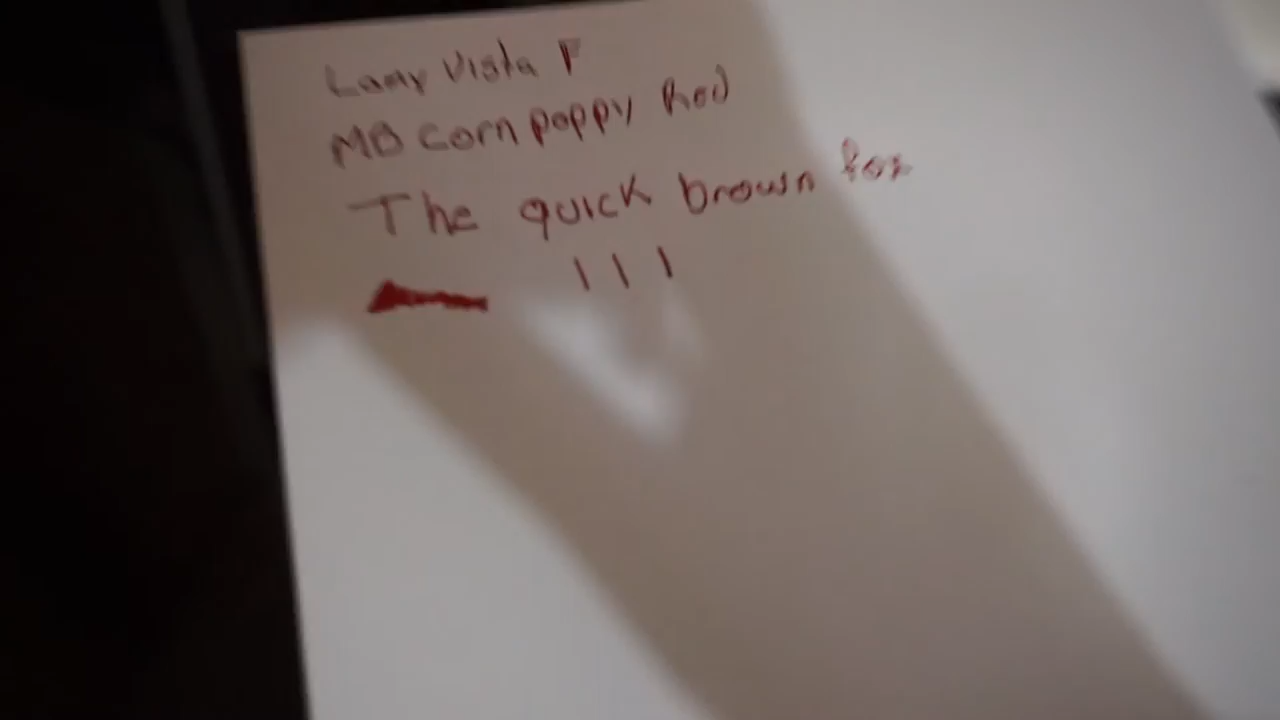 Lamy Vista F
MB corn poppy Red
The quick brown fox
| | |